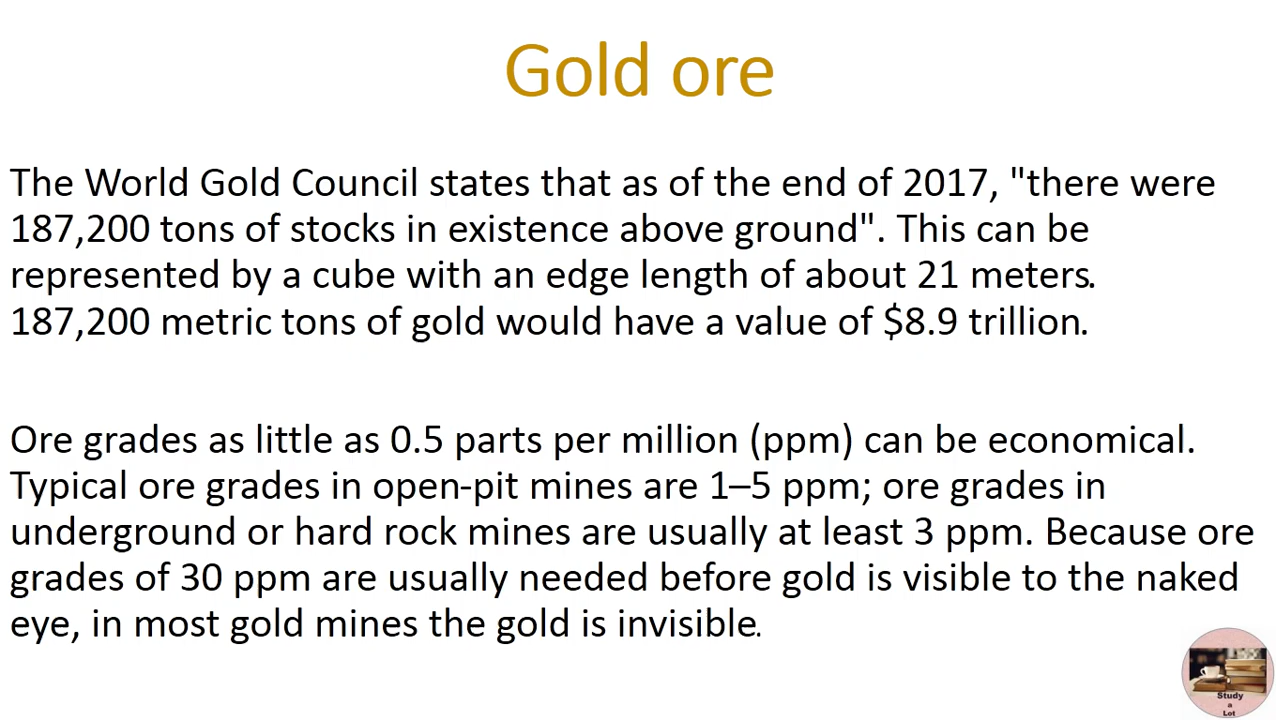 Gold ore
The World Gold Council states that as of the end of 2017, "there were
187,200 tons of stocks in existence above ground". This can be
represented by a cube with an edge length of about 21 meters.
187,200 metric tons of gold would have a value of $8.9 trillion.
Ore grades as little as 0.5 parts per million (ppm) can be economical.
Typical ore grades in open-pit mines are 1–5 ppm; ore grades in
underground or hard rock mines are usually at least 3 ppm. Because ore
grades of 30 ppm are usually needed before gold is visible to the naked
eye, in most gold mines the gold is invisible.
Study
a
Lot